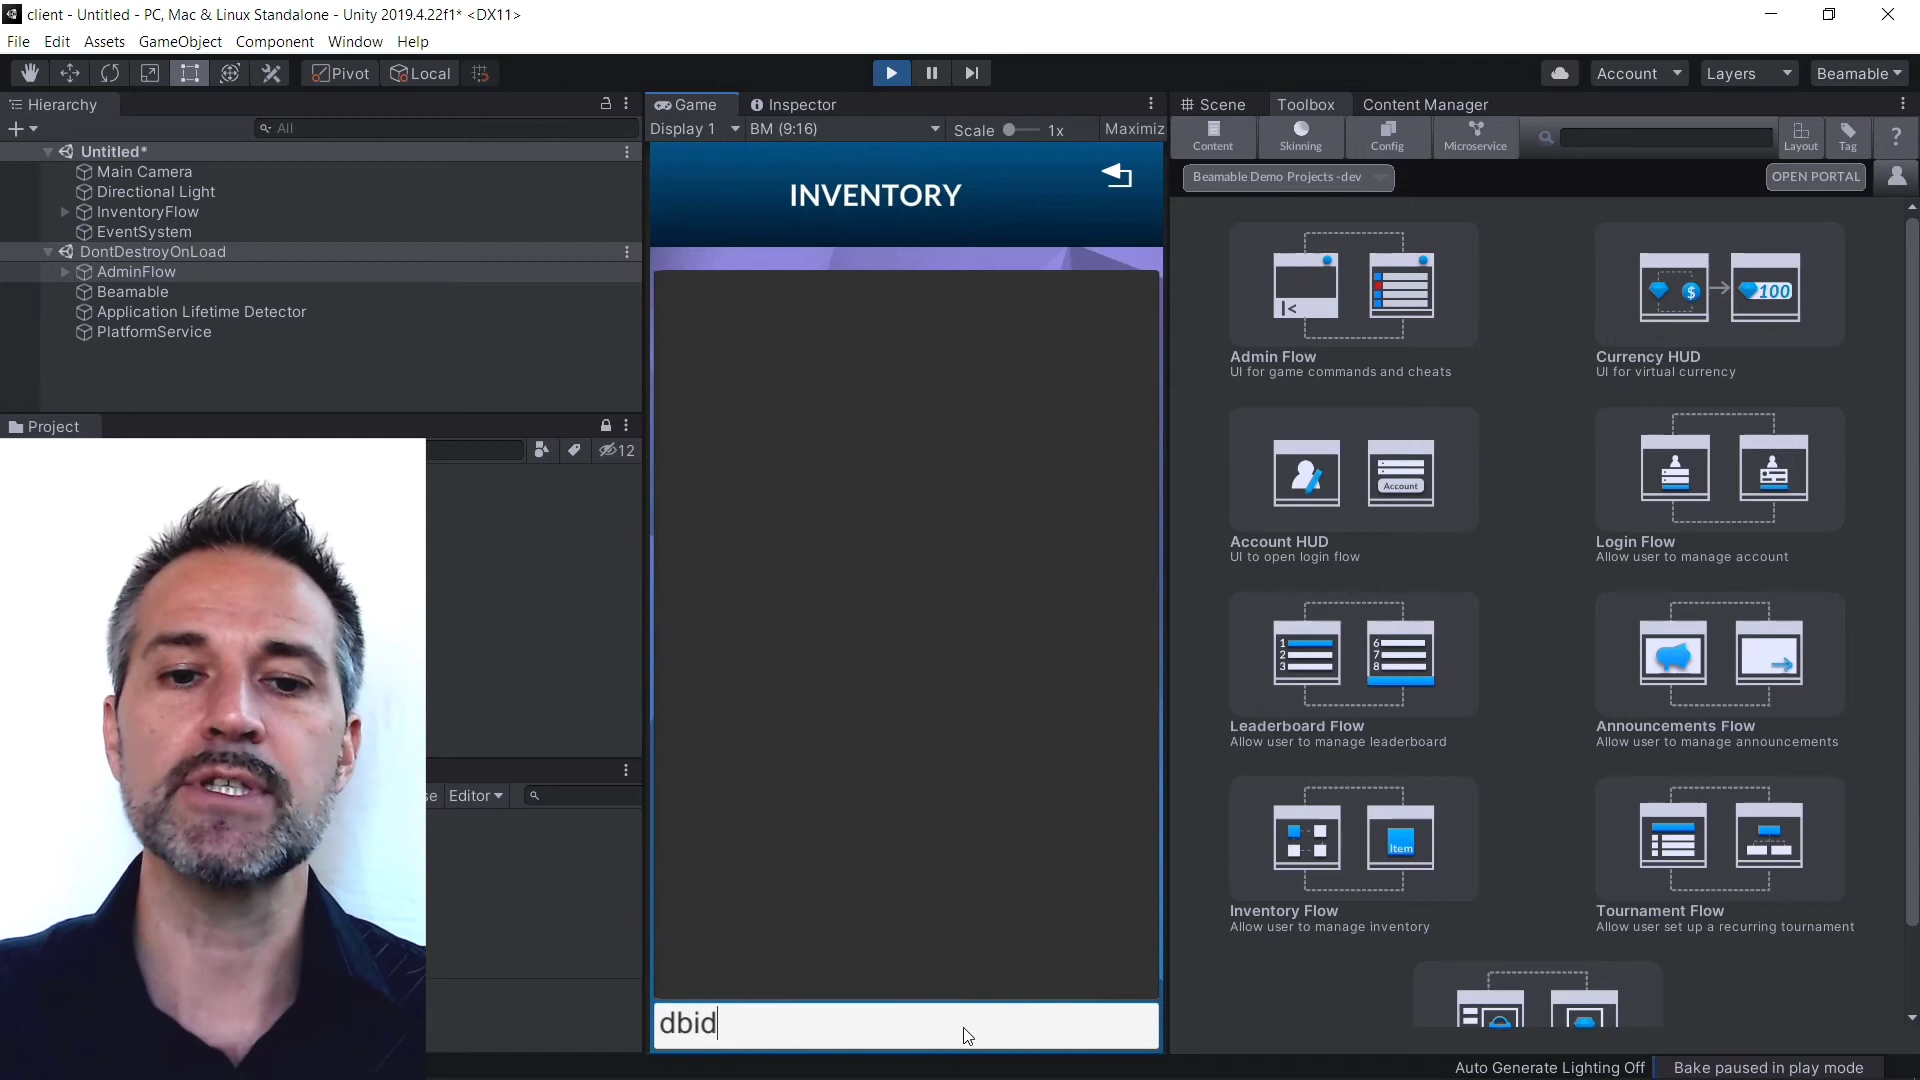 client - Untitled - PC, Mac & Linux Standalone - Unity 2019.4.22f1* <DX11>
File Edit Assets GameObject Component Window Help
Pivot Local Account Layers Beamable
Hierarchy
All
Untitled*
Main Camera
Directional Light
InventoryFlow
EventSystem
DontDestroyOnLoad
AdminFlow
Beamable
Application Lifetime Detector
PlatformService
Project
12
se Editor
Game Inspector
Display 1 BM (9:16) Scale 1x Maximiz
INVENTORY
dbid
Scene Toolbox Content Manager
Content Skinning Config Microservice Layout Tag ?
Beamable Demo Projects -dev OPEN PORTAL
Admin Flow
UI for game commands and cheats
$ 100
Currency HUD
UI for virtual currency
Account
Account HUD
UI to open login flow
Login Flow
Allow user to manage account
1 6
2 7
3 8
Leaderboard Flow
Allow user to manage leaderboard
Announcements Flow
Allow user to manage announcements
Item
Inventory Flow
Allow user to manage inventory
Tournament Flow
Allow user set up a recurring tournament
Auto Generate Lighting Off Bake paused in play mode